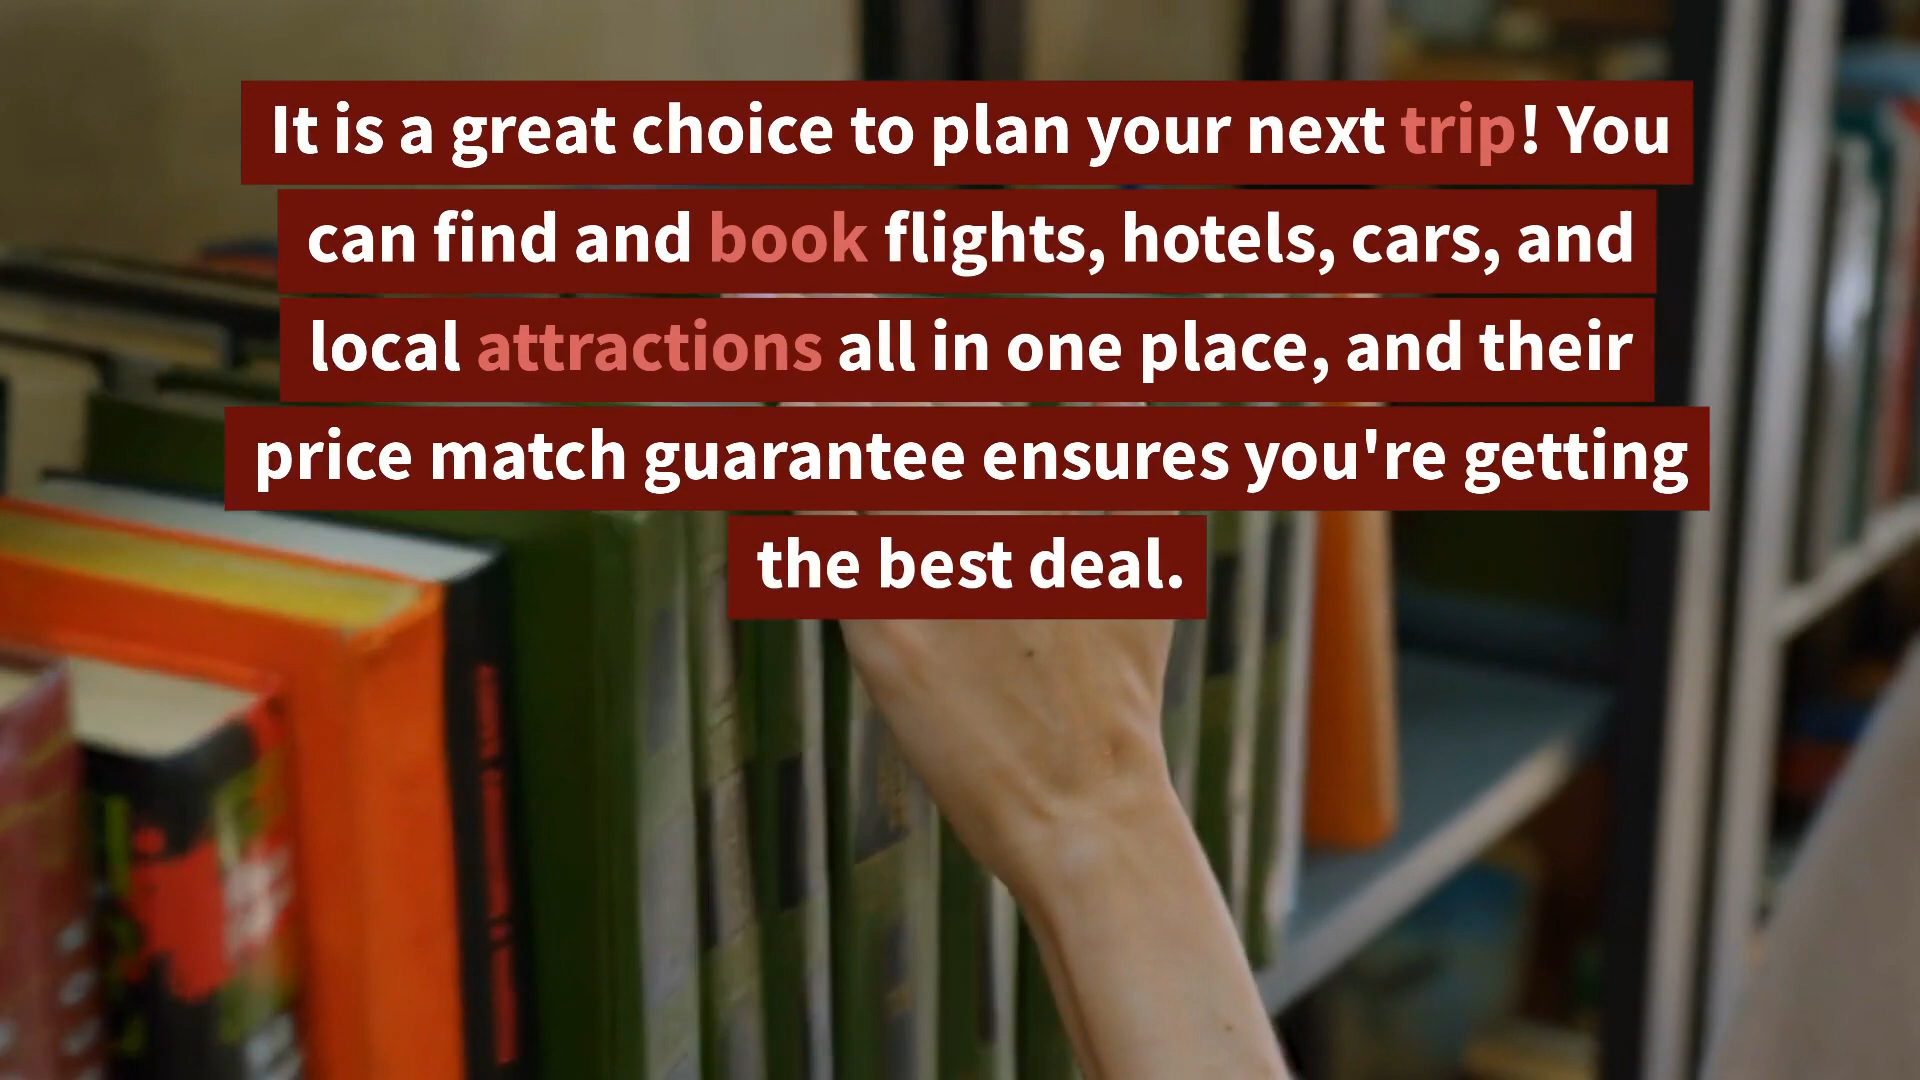 It is a great choice to plan your next trip! You
can find and book flights, hotels, cars, and
local attractions all in one place, and their
price match guarantee ensures you're getting
the best deal.